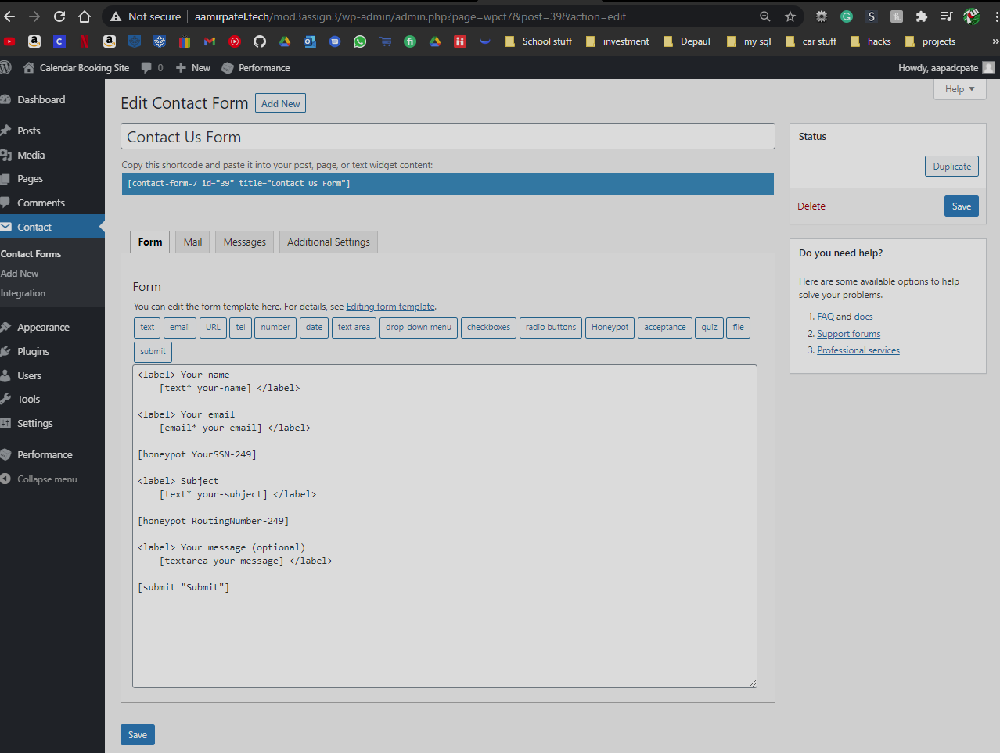 Not secure | aamirpatel.tech/mod3assign3/wp-admin/admin.php?page=wpcf7&post=39&action=edit
School stuff investment Depaul my sql car stuff hacks projects »
Calendar Booking Site 0 + New Performance Howdy, aapadcpate
Help ▼
Dashboard
Posts
Media
Pages
Comments
Contact
Contact Forms
Add New
Integration
Appearance
Plugins
Users
Tools
Settings
Performance
Collapse menu
Edit Contact Form Add New
Contact Us Form
Copy this shortcode and paste it into your post, page, or text widget content:
[contact-form-7 id="39" title="Contact Us Form"]
Form Mail Messages Additional Settings
Form
You can edit the form template here. For details, see Editing form template.
text email URL tel number date text area drop-down menu checkboxes radio buttons Honeypot acceptance quiz file
submit
<label> Your name
    [text* your-name] </label>
<label> Your email
    [email* your-email] </label>
[honeypot YourSSN-249]
<label> Subject
    [text* your-subject] </label>
[honeypot RoutingNumber-249]
<label> Your message (optional)
    [textarea your-message] </label>
[submit "Submit"]
Save
Status
Duplicate
Delete Save
Do you need help?
Here are some available options to help
solve your problems.
1. FAQ and docs
2. Support forums
3. Professional services